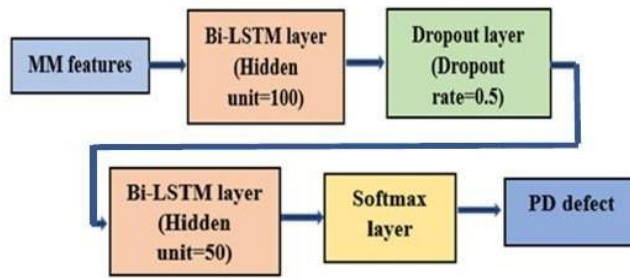 MM features
Bi-LSTM layer
(Hidden
unit=100)
Dropout layer
(Dropout
rate=0.5)
Bi-LSTM layer
(Hidden
unit=50)
Softmax
layer
PD defect